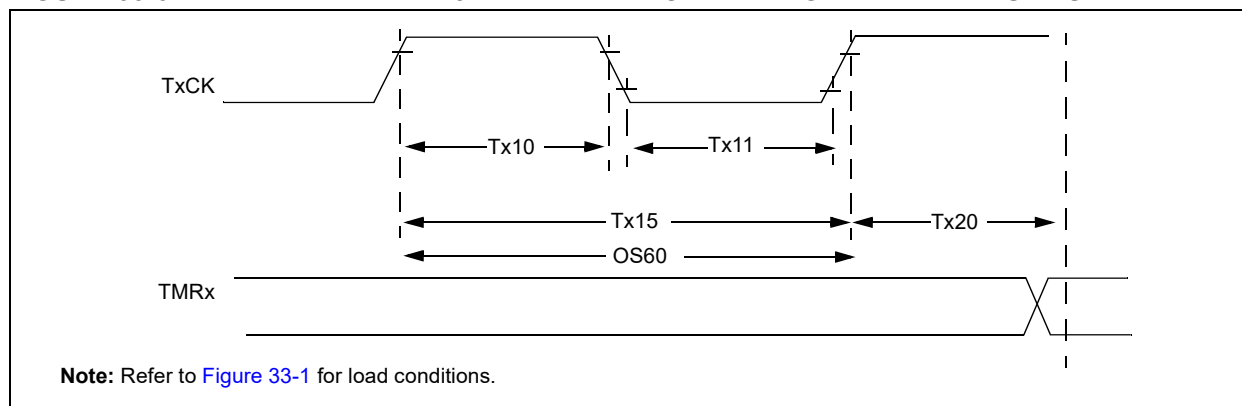 TxCK
Tx10
Tx11
Tx15
Tx20
OS60
TMRx
Note: Refer to Figure 33-1 for load conditions.